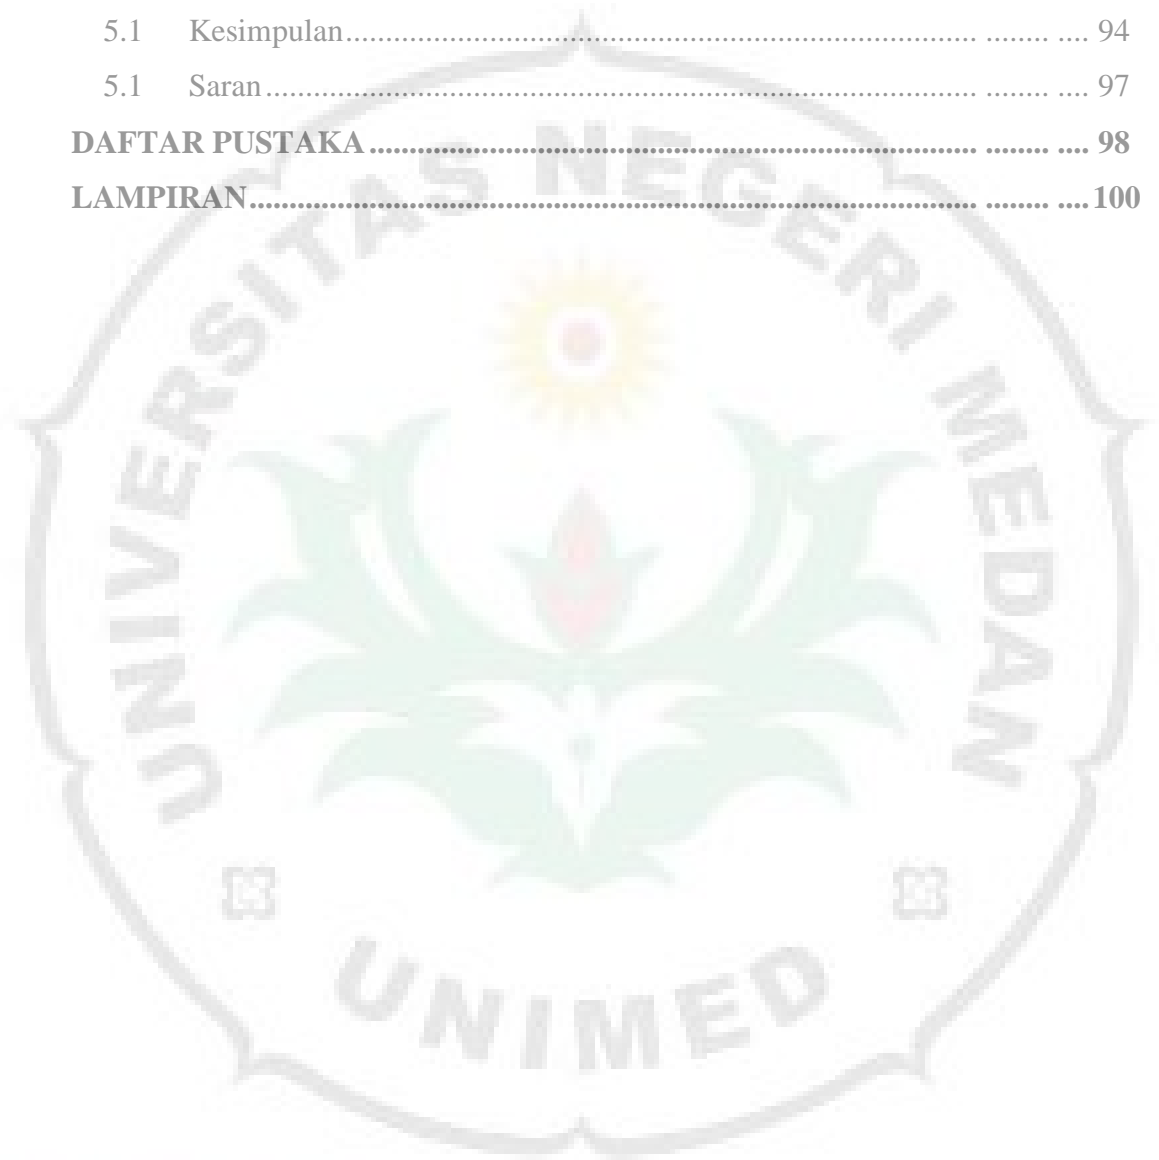 5.1 Kesimpulan.................................................................................. ........ .... 94
5.1 Saran............................................................................................ ........ .... 97
DAFTAR PUSTAKA............................................................................... ........ .... 98
LAMPIRAN............................................................................................... ........ .... 100
UNIVERSITAS NEGERI MEDAN
UNIMED